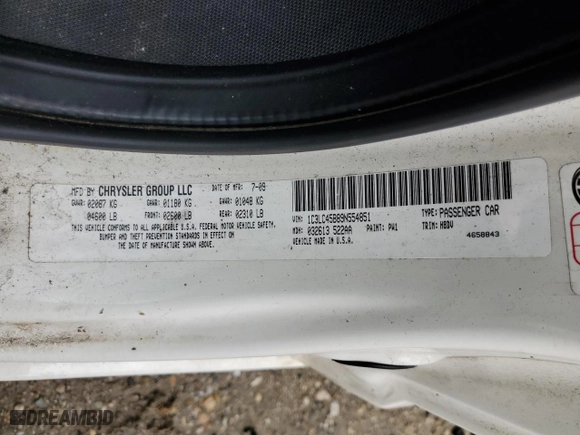 MFD BY CHRYSLER GROUP LLC DATE OF MFR: 7-09
GVWR: 02087 KG GAWR: 01180 KG GAWR: 01048 KG
04600 LB FRONT: 02600 LB REAR: 02310 LB
THIS VEHICLE CONFORMS TO ALL APPLICABLE U.S.A. FEDERAL MOTOR VEHICLE SAFETY,
BUMPER AND THEFT PREVENTION STANDARDS IN EFFECT ON
THE DATE OF MANUFACTURE SHOWN ABOVE.
VIN: 1C3LC45B89N554851 TYPE: PASSENGER CAR
MDH: 032613 522AA PAINT: PW1 TRIM: HBDV
VEHICLE MADE IN U.S.A. 4658843
DREAMBID